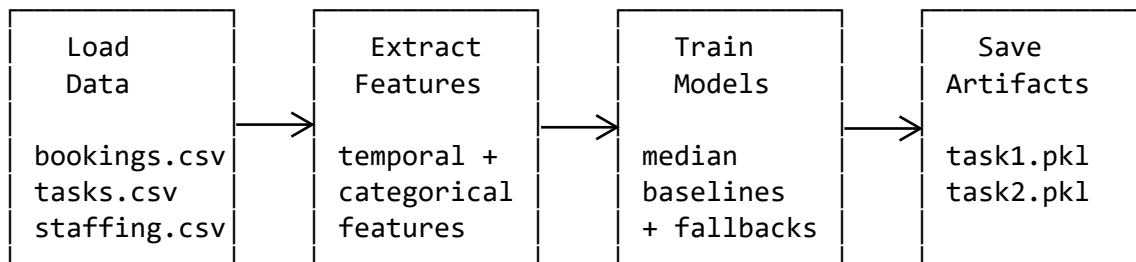 Load
Data
bookings.csv
tasks.csv
staffing.csv
Extract
Features
temporal +
categorical
features
Train
Models
median
baselines
+ fallbacks
Save
Artifacts
task1.pkl
task2.pkl